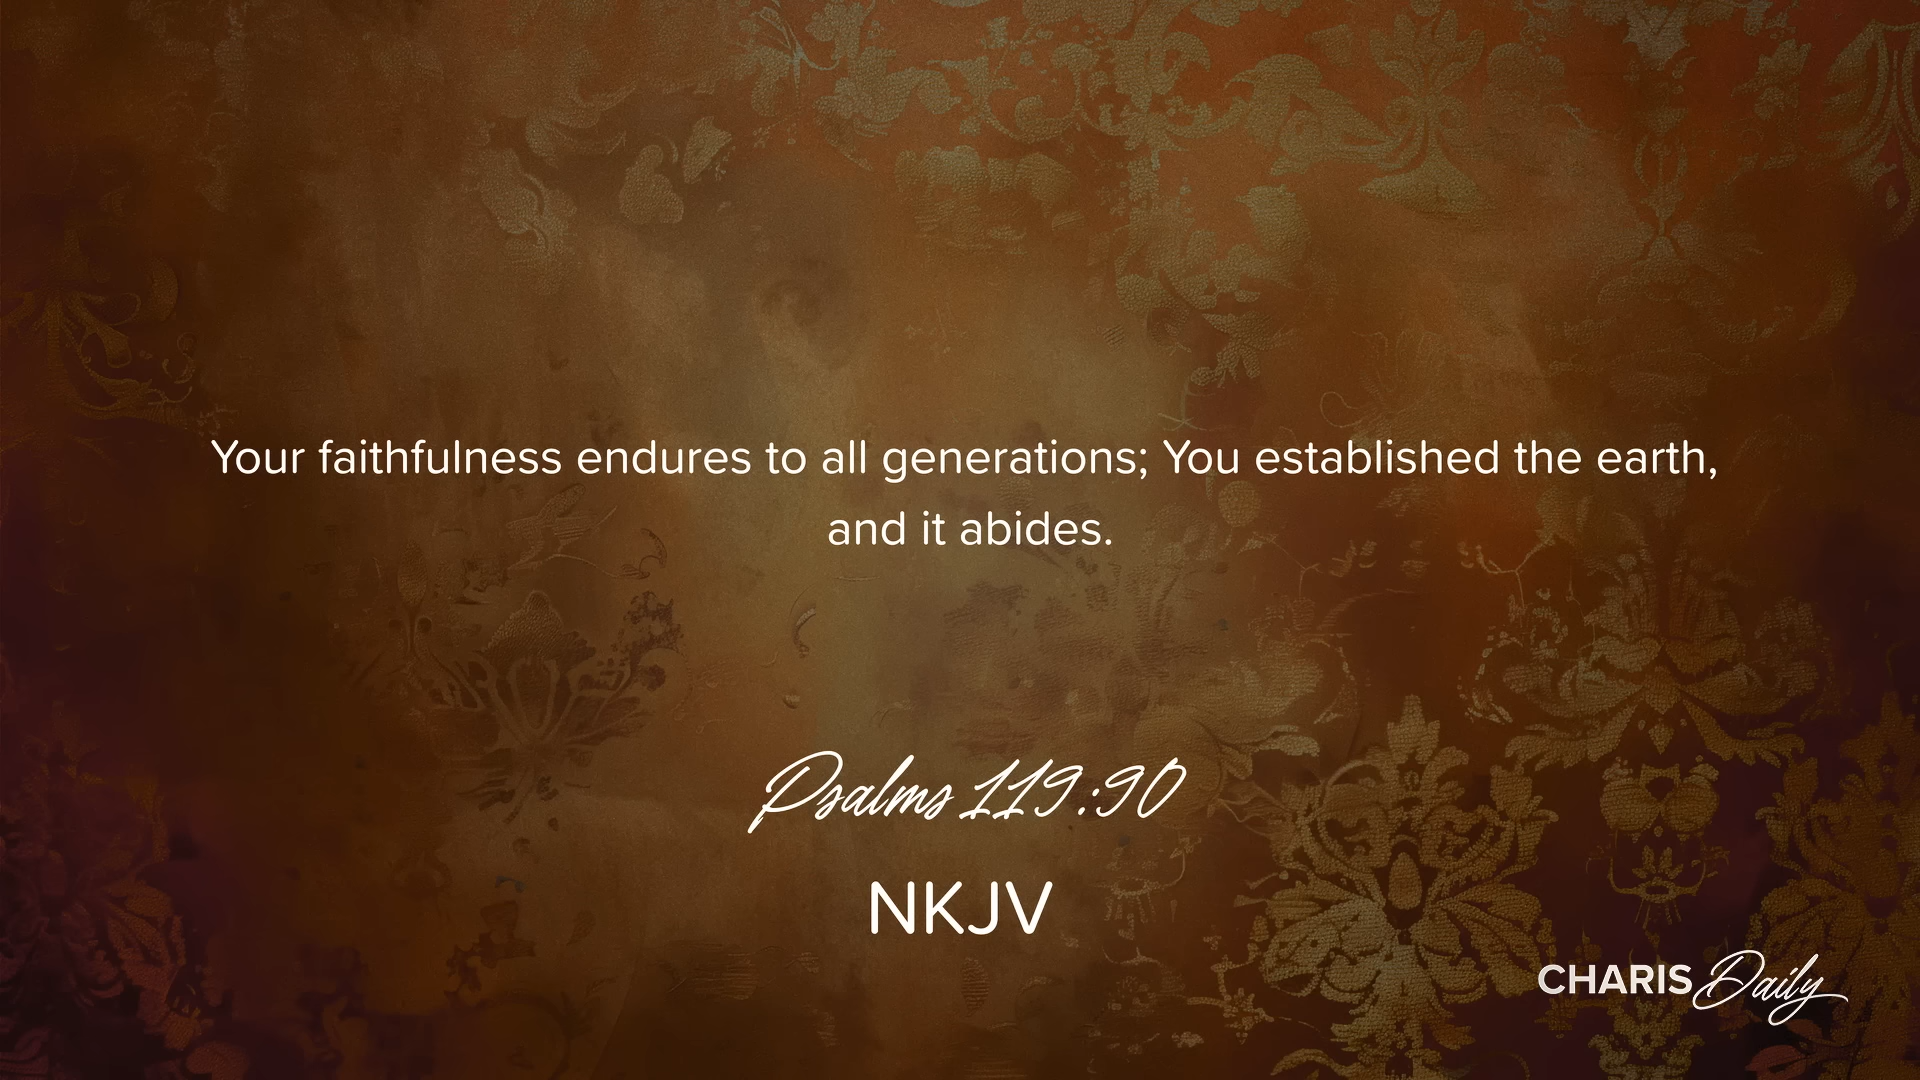 Your faithfulness endures to all generations; You established the earth,
and it abides.
Psalms 119:90
NKJV
CHARIS Daily